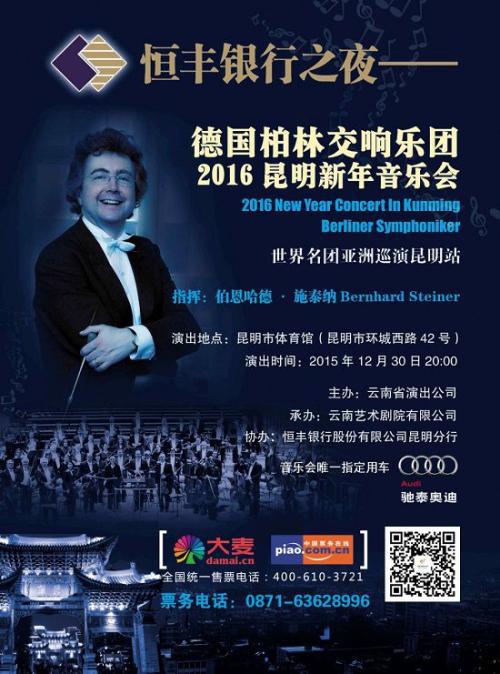 恒丰银行之夜——
德国柏林交响乐团
2016 昆明新年音乐会
2016 New Year Concert In Kunming
Berliner Symphoniker
世界名团亚洲巡演昆明站
指挥：伯恩哈德 · 施泰纳 Bernhard Steiner
演出地点：昆明市体育馆（昆明市环城西路 42 号）
演出时间：2015 年 12 月 30 日 20:00
主办：云南省演出公司
承办：云南艺术剧院有限公司
协办：恒丰银行股份有限公司昆明分行
音乐会唯一指定用车
Audi
驰泰奥迪
大麦
damai.cn
中国票务在线
piao.com.cn
全国统一售票电话：400-610-3721
票务电话：0871-63628996